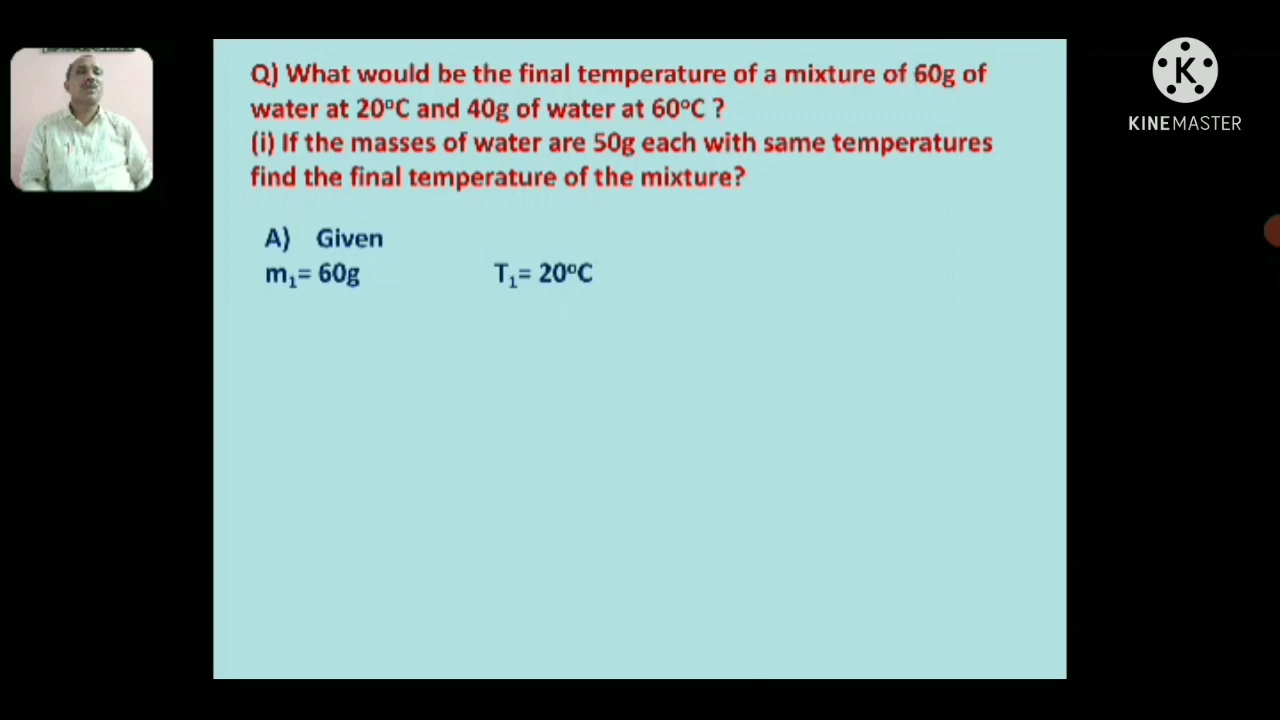 Q) What would be the final temperature of a mixture of 60g of
water at 20°C and 40g of water at 60°C ?
(i) If the masses of water are 50g each with same temperatures
find the final temperature of the mixture?
A) Given
m₁= 60g T₁= 20°C
K
KINEMASTER